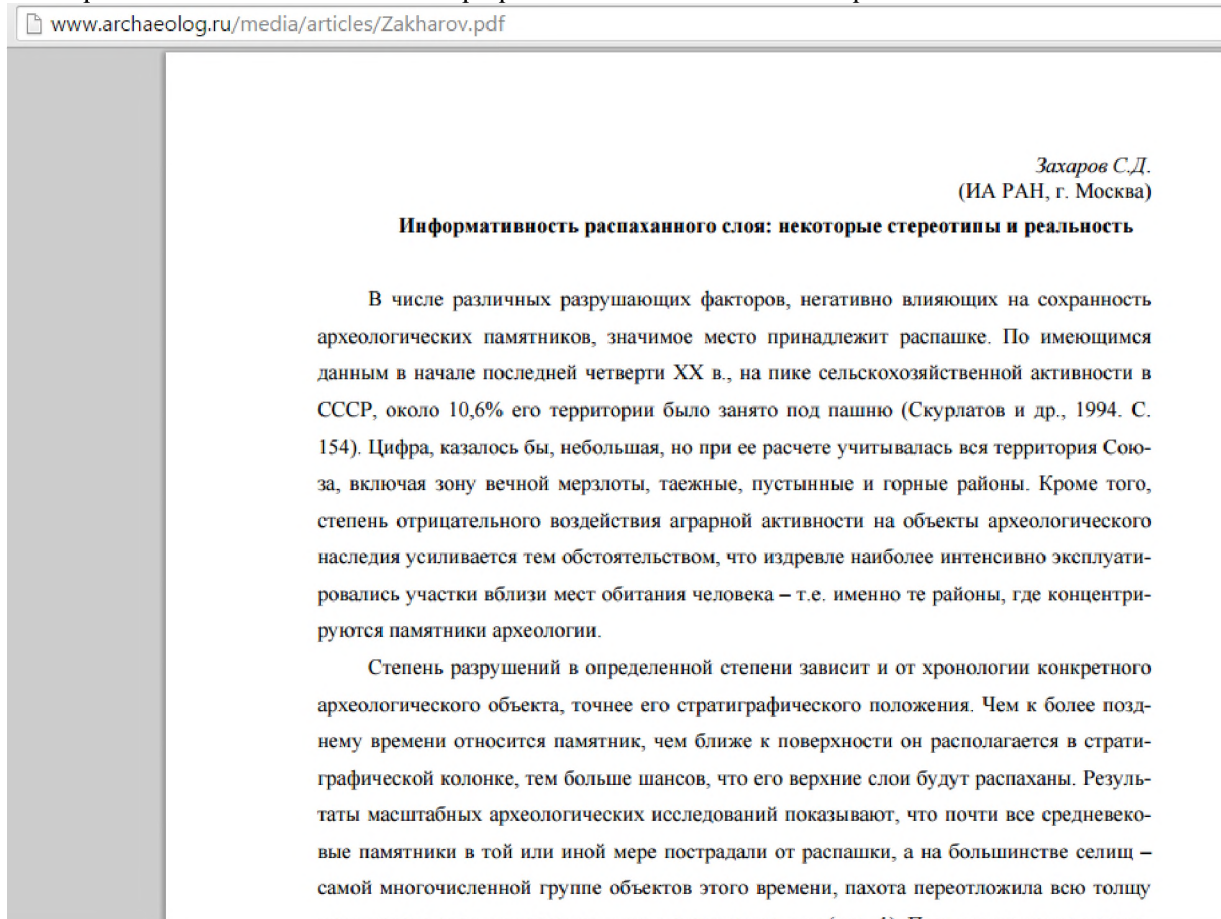 www.archaeolog.ru/media/articles/Zakharov.pdf
Захаров С.Д.
(ИА РАН, г. Москва)
Информативность распаханного слоя: некоторые стереотипы и реальность
В числе различных разрушающих факторов, негативно влияющих на сохранность
археологических памятников, значимое место принадлежит распашке. По имеющимся
данным в начале последней четверти XX в., на пике сельскохозяйственной активности в
СССР, около 10,6% его территории было занято под пашню (Скурлатов и др., 1994. С.
154). Цифра, казалось бы, небольшая, но при ее расчете учитывалась вся территория Сою-
за, включая зону вечной мерзлоты, таежные, пустынные и горные районы. Кроме того,
степень отрицательного воздействия аграрной активности на объекты археологического
наследия усиливается тем обстоятельством, что издревле наиболее интенсивно эксплуати-
ровались участки вблизи мест обитания человека – т.е. именно те районы, где концентри-
руются памятники археологии.
Степень разрушений в определенной степени зависит и от хронологии конкретного
археологического объекта, точнее его стратиграфического положения. Чем к более позд-
нему времени относится памятник, чем ближе к поверхности он располагается в страти-
графической колонке, тем больше шансов, что его верхние слои будут распаханы. Резуль-
таты масштабных археологических исследований показывают, что почти все средневеко-
вые памятники в той или иной мере пострадали от распашки, а на большинстве селищ –
самой многочисленной группе объектов этого времени, пахота переотложила всю толщу